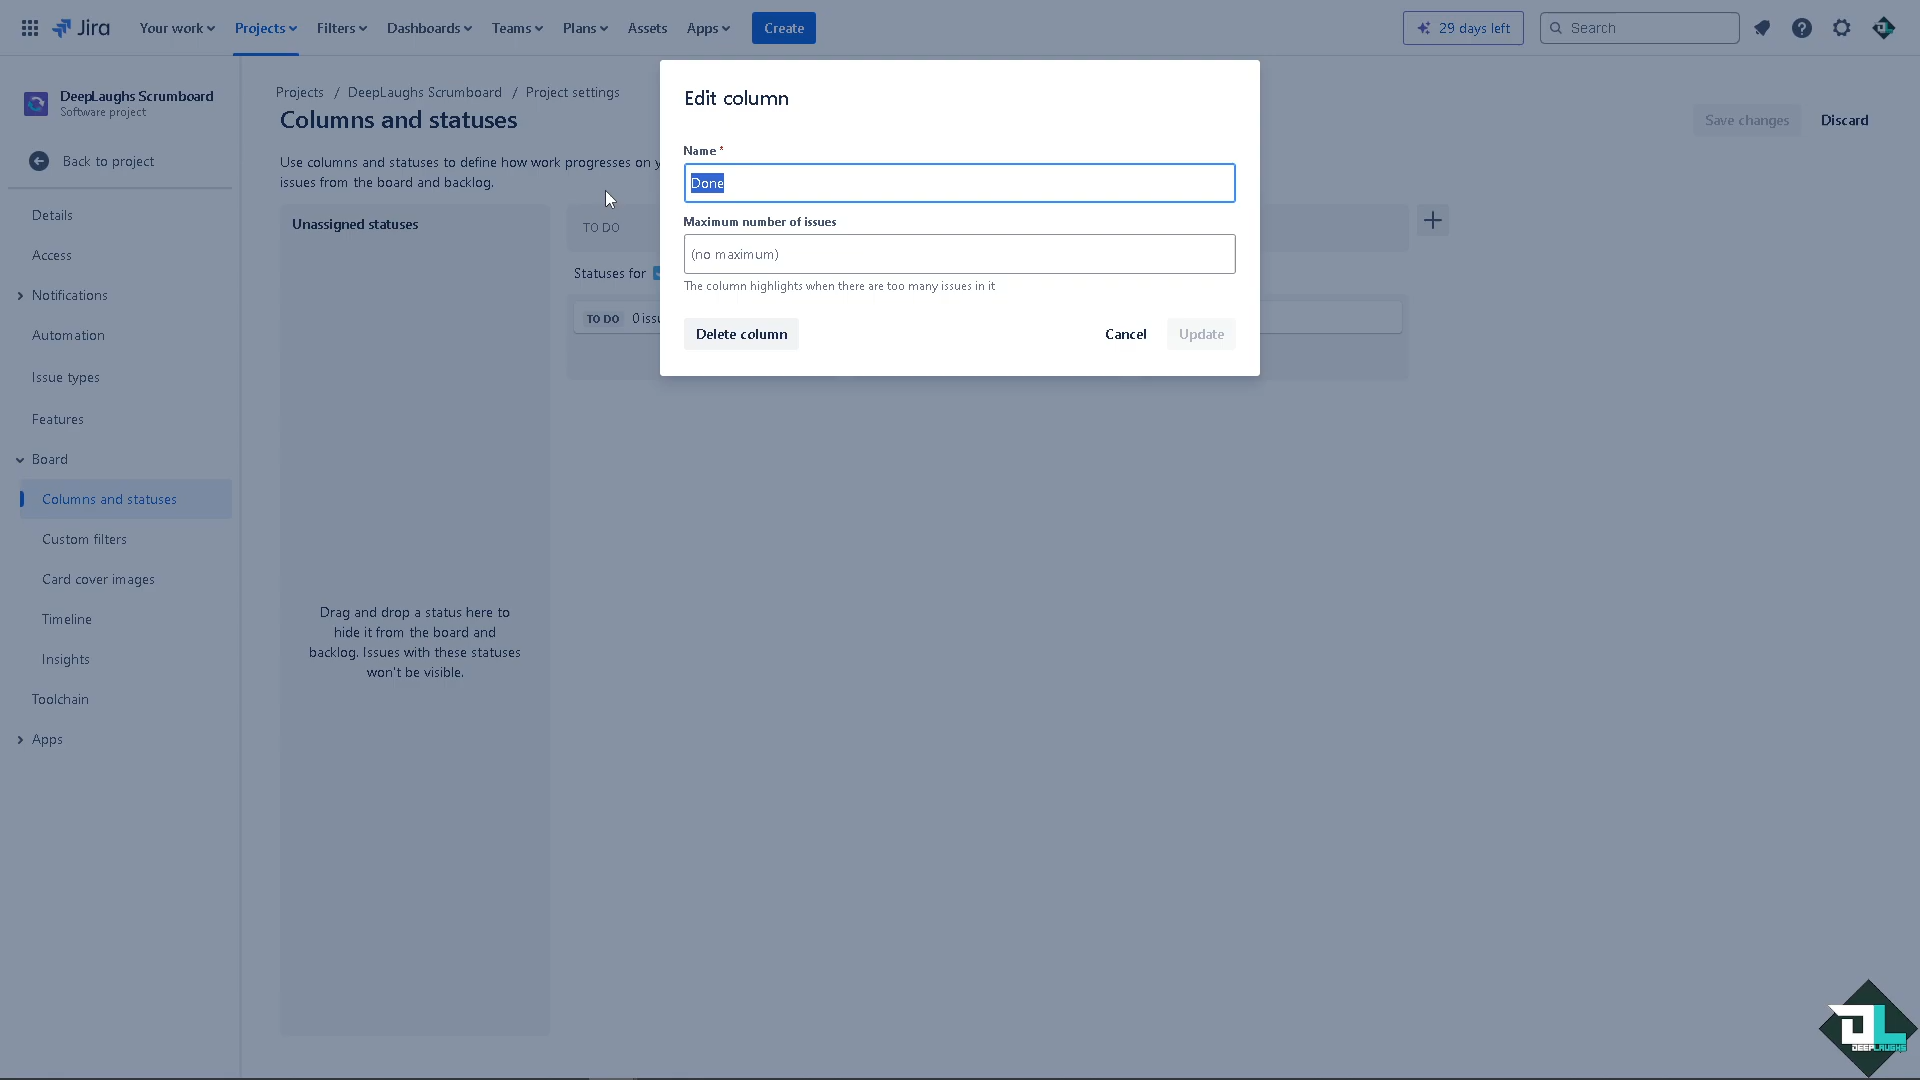 Jira
Your work
Projects
Filters
Dashboards
Teams
Plans
Assets
Apps
Create
29 days left
Search
DeepLaughs Scrumboard
Software project
Back to project
Details
Access
Notifications
Automation
Issue types
Features
Board
Columns and statuses
Custom filters
Card cover images
Timeline
Insights
Toolchain
Apps
Projects / DeepLaughs Scrumboard / Project settings
Columns and statuses
Save changes
Discard
Use columns and statuses to define how work progresses on
issues from the board and backlog.
Unassigned statuses
Drag and drop a status here to
hide it from the board and
backlog. Issues with these statuses
won't be visible.
TO DO
Statuses for
TO DO 0
Edit column
Name *
Done
Maximum number of issues
(no maximum)
The column highlights when there are too many issues in it
Delete column
Cancel
Update
DL
DEEPLAUGHS